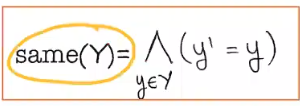 same(Y)= ⋀ (y' = y)
y∈Y